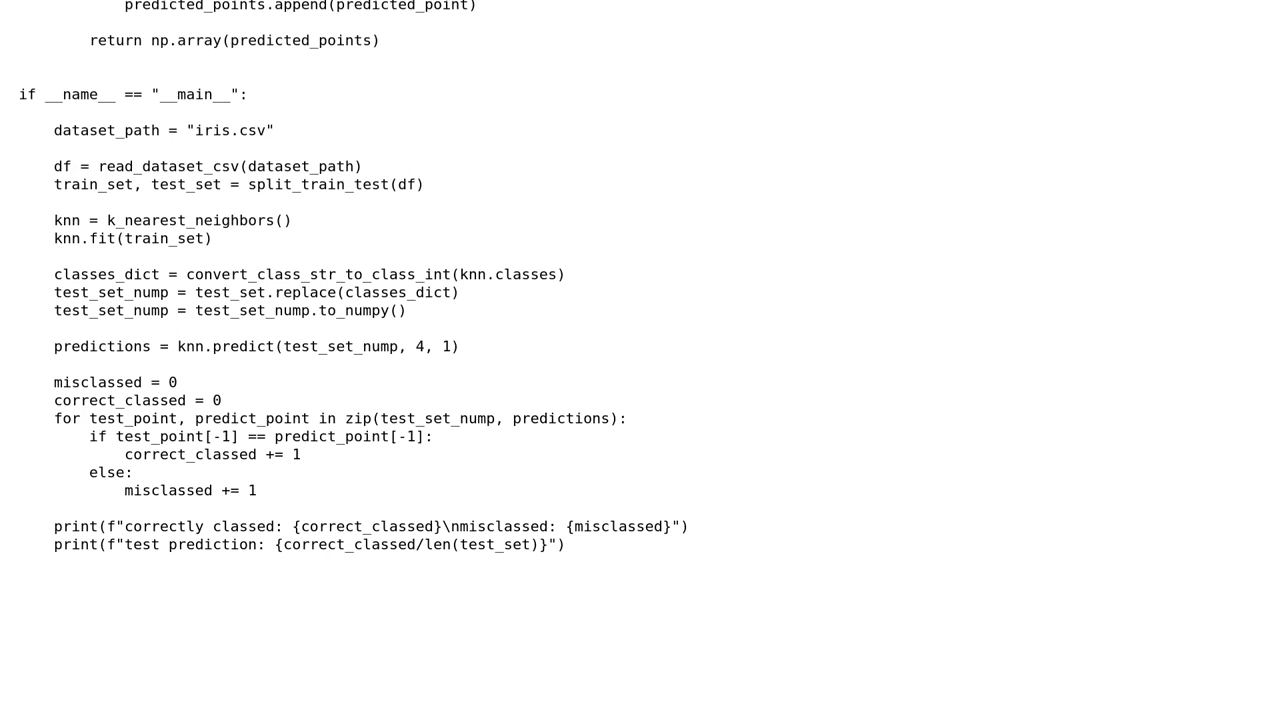 predicted_points.append(predicted_point)

        return np.array(predicted_points)


if __name__ == "__main__":

    dataset_path = "iris.csv"

    df = read_dataset_csv(dataset_path)
    train_set, test_set = split_train_test(df)

    knn = k_nearest_neighbors()
    knn.fit(train_set)

    classes_dict = convert_class_str_to_class_int(knn.classes)
    test_set_nump = test_set.replace(classes_dict)
    test_set_nump = test_set_nump.to_numpy()

    predictions = knn.predict(test_set_nump, 4, 1)

    misclassed = 0
    correct_classed = 0
    for test_point, predict_point in zip(test_set_nump, predictions):
        if test_point[-1] == predict_point[-1]:
            correct_classed += 1
        else:
            misclassed += 1

    print(f"correctly classed: {correct_classed}\nmisclassed: {misclassed}")
    print(f"test prediction: {correct_classed/len(test_set)}")